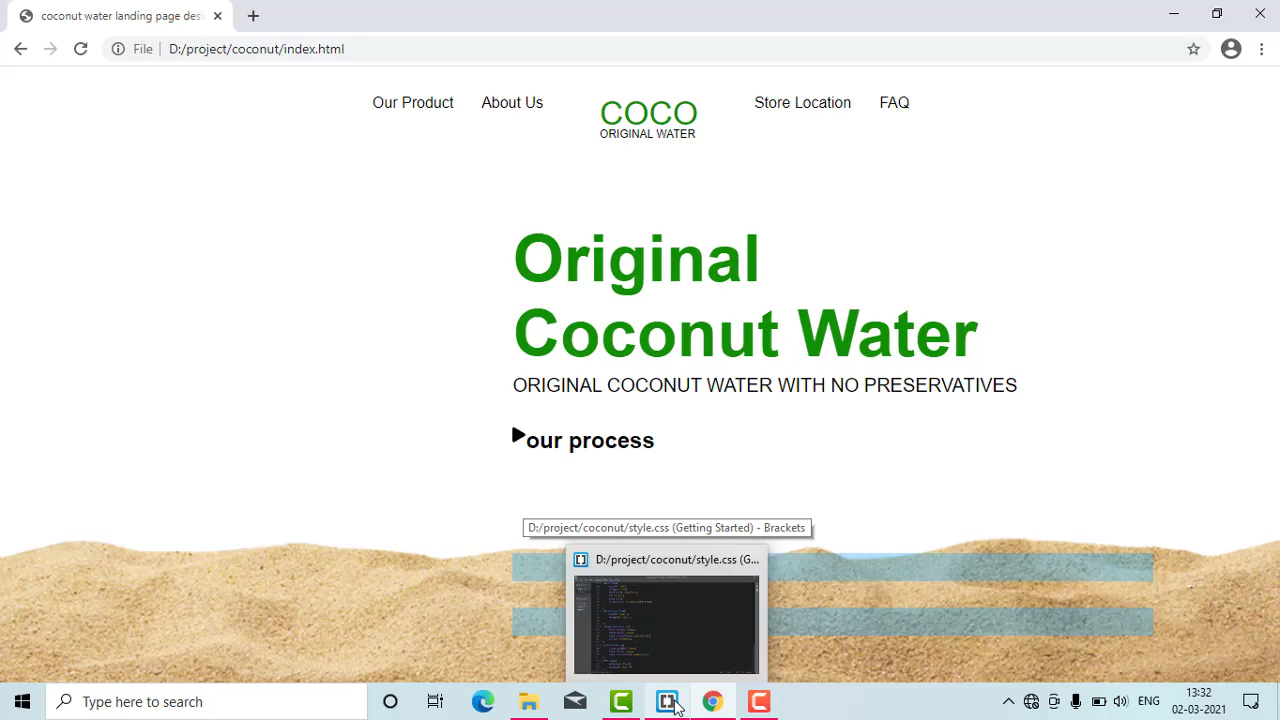 coconut water landing page desi
File
D:/project/coconut/index.html
Our Product
About Us
COCO
ORIGINAL WATER
Store Location
FAQ
Original
Coconut Water
ORIGINAL COCONUT WATER WITH NO PRESERVATIVES
our process
D:/project/coconut/style.css (Getting Started) - Brackets
D:/project/coconut/style.css (G...
Type here to search
ENG
13:32
02-03-2021